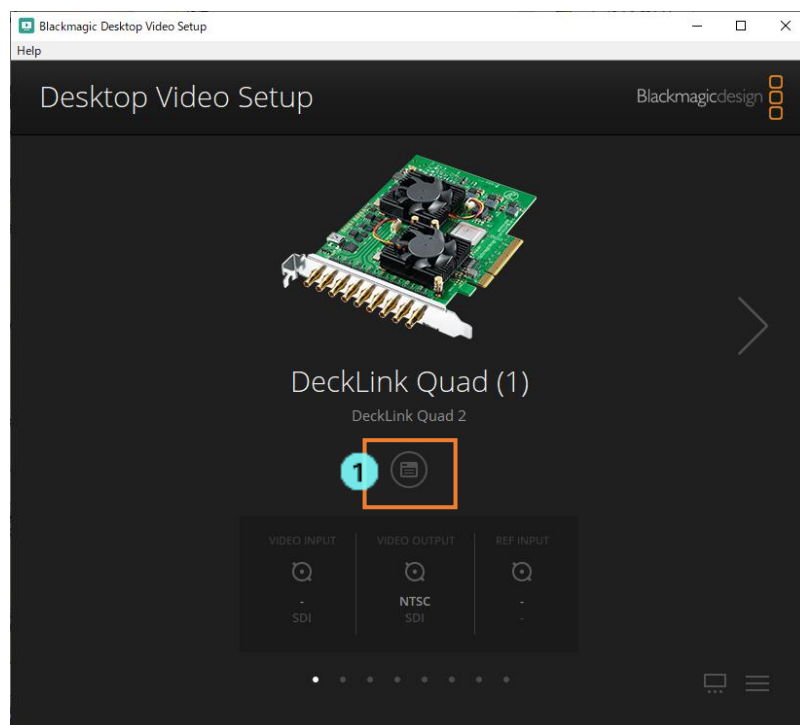 Blackmagic Desktop Video Setup
Help
Desktop Video Setup
Blackmagicdesign
DeckLink Quad (1)
DeckLink Quad 2
1
VIDEO INPUT VIDEO OUTPUT REF INPUT
- NTSC -
SDI SDI -